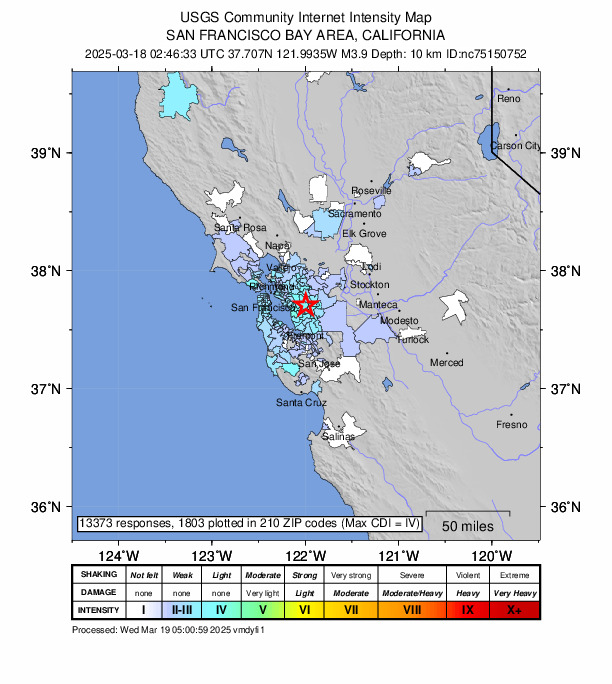 USGS Community Internet Intensity Map
SAN FRANCISCO BAY AREA, CALIFORNIA
2025-03-18 02:46:33 UTC 37.707N 121.9935W M3.9 Depth: 10 km ID:nc75150752
Reno
39°N
Carson City
39°N
Roseville
Sacramento
Santa Rosa
Elk Grove
Napa
38°N
Vallejo
Lodi
38°N
Richmond
Stockton
San Francisco
Manteca
Modesto
Fremont
Turlock
San Jose
Merced
37°N
37°N
Santa Cruz
Fresno
Salinas
36°N
36°N
13373 responses, 1803 plotted in 210 ZIP codes (Max CDI = IV)
50 miles
124°W 123°W 122°W 121°W 120°W
SHAKING Not felt Weak Light Moderate Strong Very strong Severe Violent Extreme
DAMAGE none none none Very light Light Moderate Moderate/Heavy Heavy Very Heavy
INTENSITY I II-III IV V VI VII VIII IX X+
Processed: Wed Mar 19 05:00:59 2025 vmdyfi1